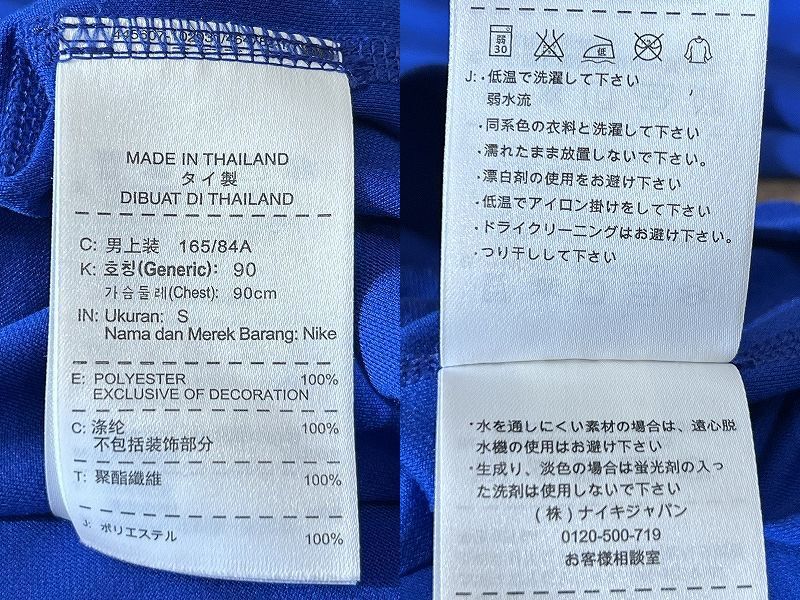 MADE IN THAILAND
タイ製
DIBUAT DI THAILAND
C: 男上装 165/84A
K: 호칭(Generic): 90
가슴둘레(Chest): 90cm
IN: Ukuran: S
Nama dan Merek Barang: Nike
E: POLYESTER 100%
EXCLUSIVE OF DECORATION
C: 涤纶 100%
不包括装饰部分
T: 聚酯纖維 100%
J: ポリエステル 100%
弱 30 低
J: ・低温で洗濯して下さい
弱水流
・同系色の衣料と洗濯して下さい
・濡れたまま放置しないで下さい。
・漂白剤の使用をお避け下さい
・低温でアイロン掛けをして下さい
・ドライクリーニングはお避け下さい。
・つり干しして下さい
・水を通しにくい素材の場合は、遠心脱
水機の使用はお避け下さい
・生成り、淡色の場合は蛍光剤の入っ
た洗剤は使用しないで下さい
(株)ナイキジャパン
0120-500-719
お客様相談室